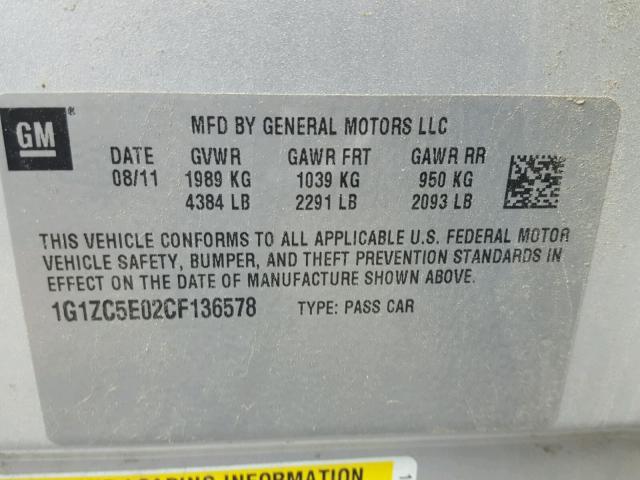 GM®
MFD BY GENERAL MOTORS LLC
DATE GVWR GAWR FRT GAWR RR
08/11 1989 KG 1039 KG 950 KG
4384 LB 2291 LB 2093 LB
THIS VEHICLE CONFORMS TO ALL APPLICABLE U.S. FEDERAL MOTOR
VEHICLE SAFETY, BUMPER, AND THEFT PREVENTION STANDARDS IN
EFFECT ON THE DATE OF MANUFACTURE SHOWN ABOVE.
1G1ZC5E02CF136578 TYPE: PASS CAR
LOADING INFORMATION